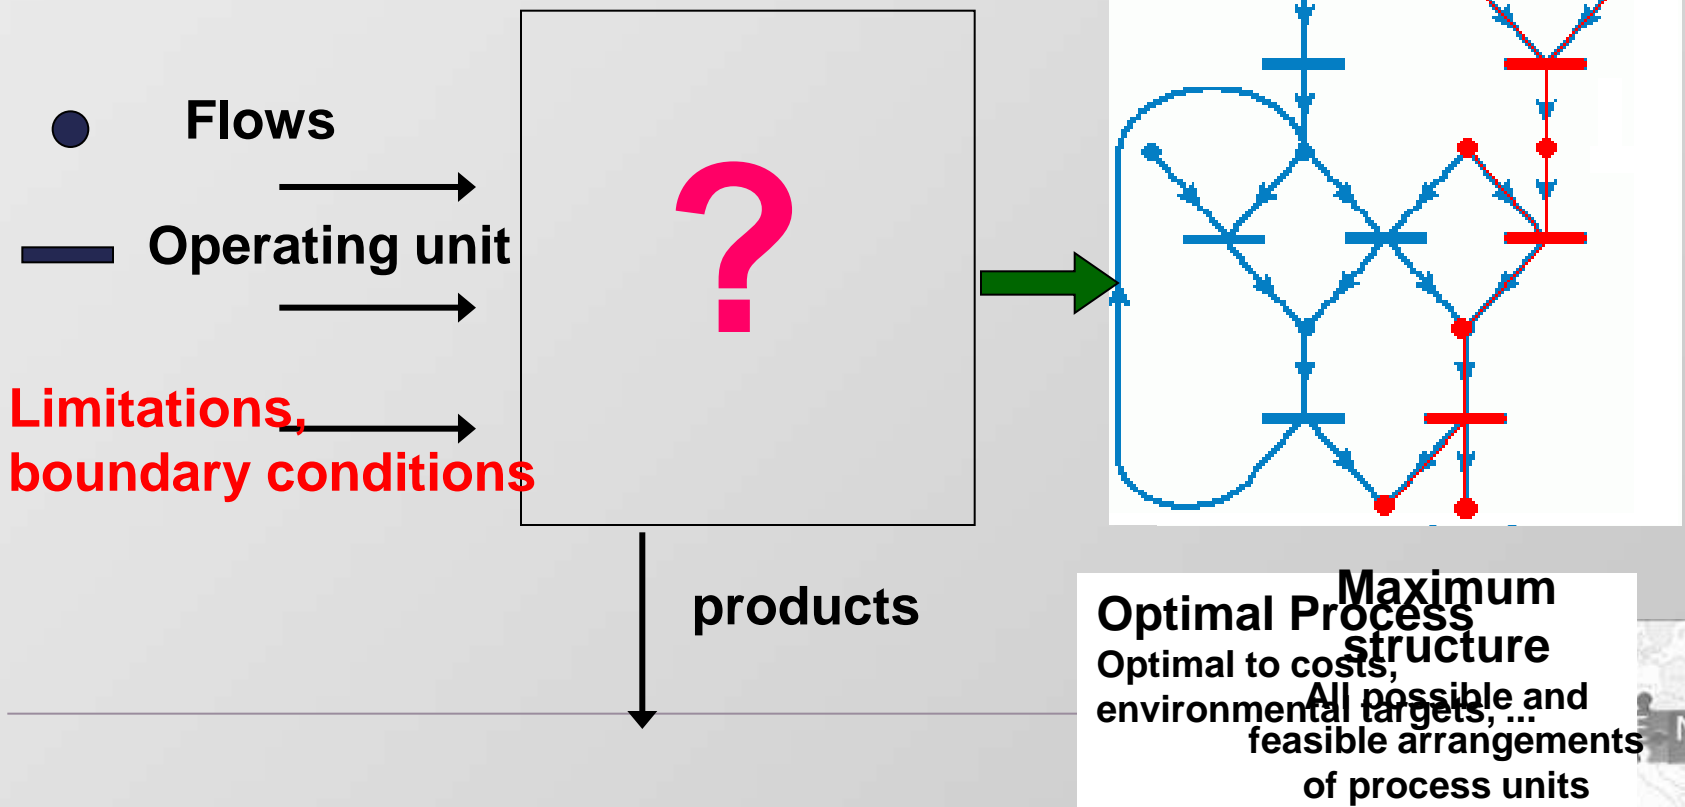 Flows
Operating unit
Limitations,
boundary conditions
?
products
Optimal Process
Optimal to costs,
environmental targets, ...
Maximum
structure
All possible and
feasible arrangements
of process units